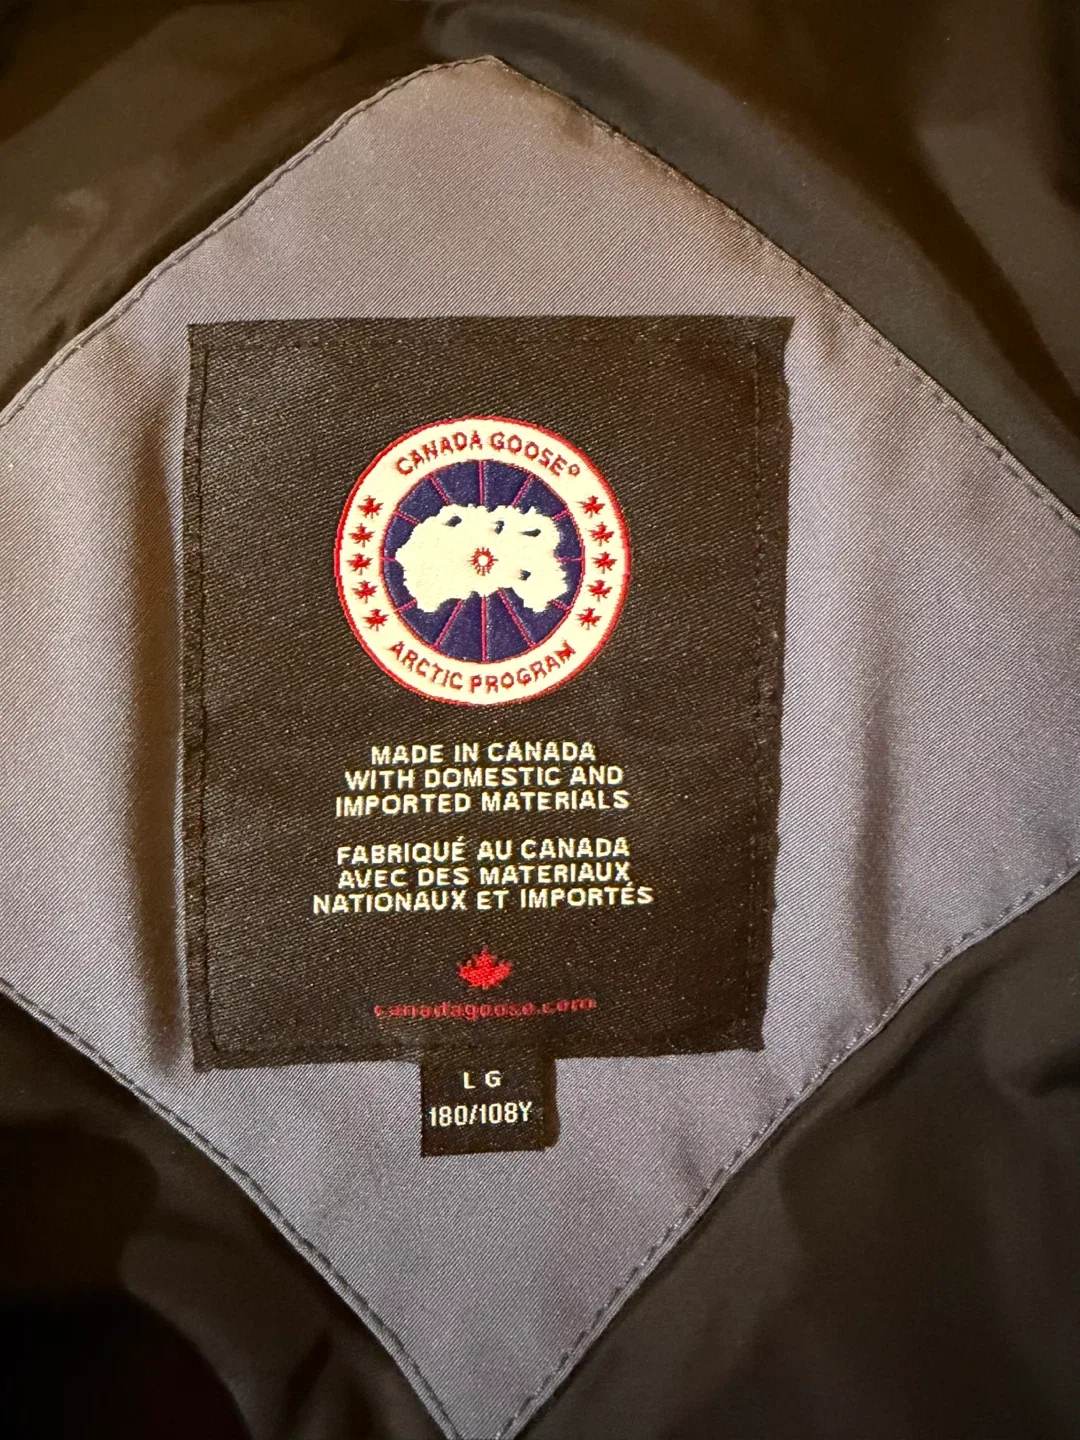 CANADA GOOSE®
ARCTIC PROGRAM
MADE IN CANADA
WITH DOMESTIC AND
IMPORTED MATERIALS
FABRIQUÉ AU CANADA
AVEC DES MATERIAUX
NATIONAUX ET IMPORTÉS
canadagoose.com
LG
180/108Y